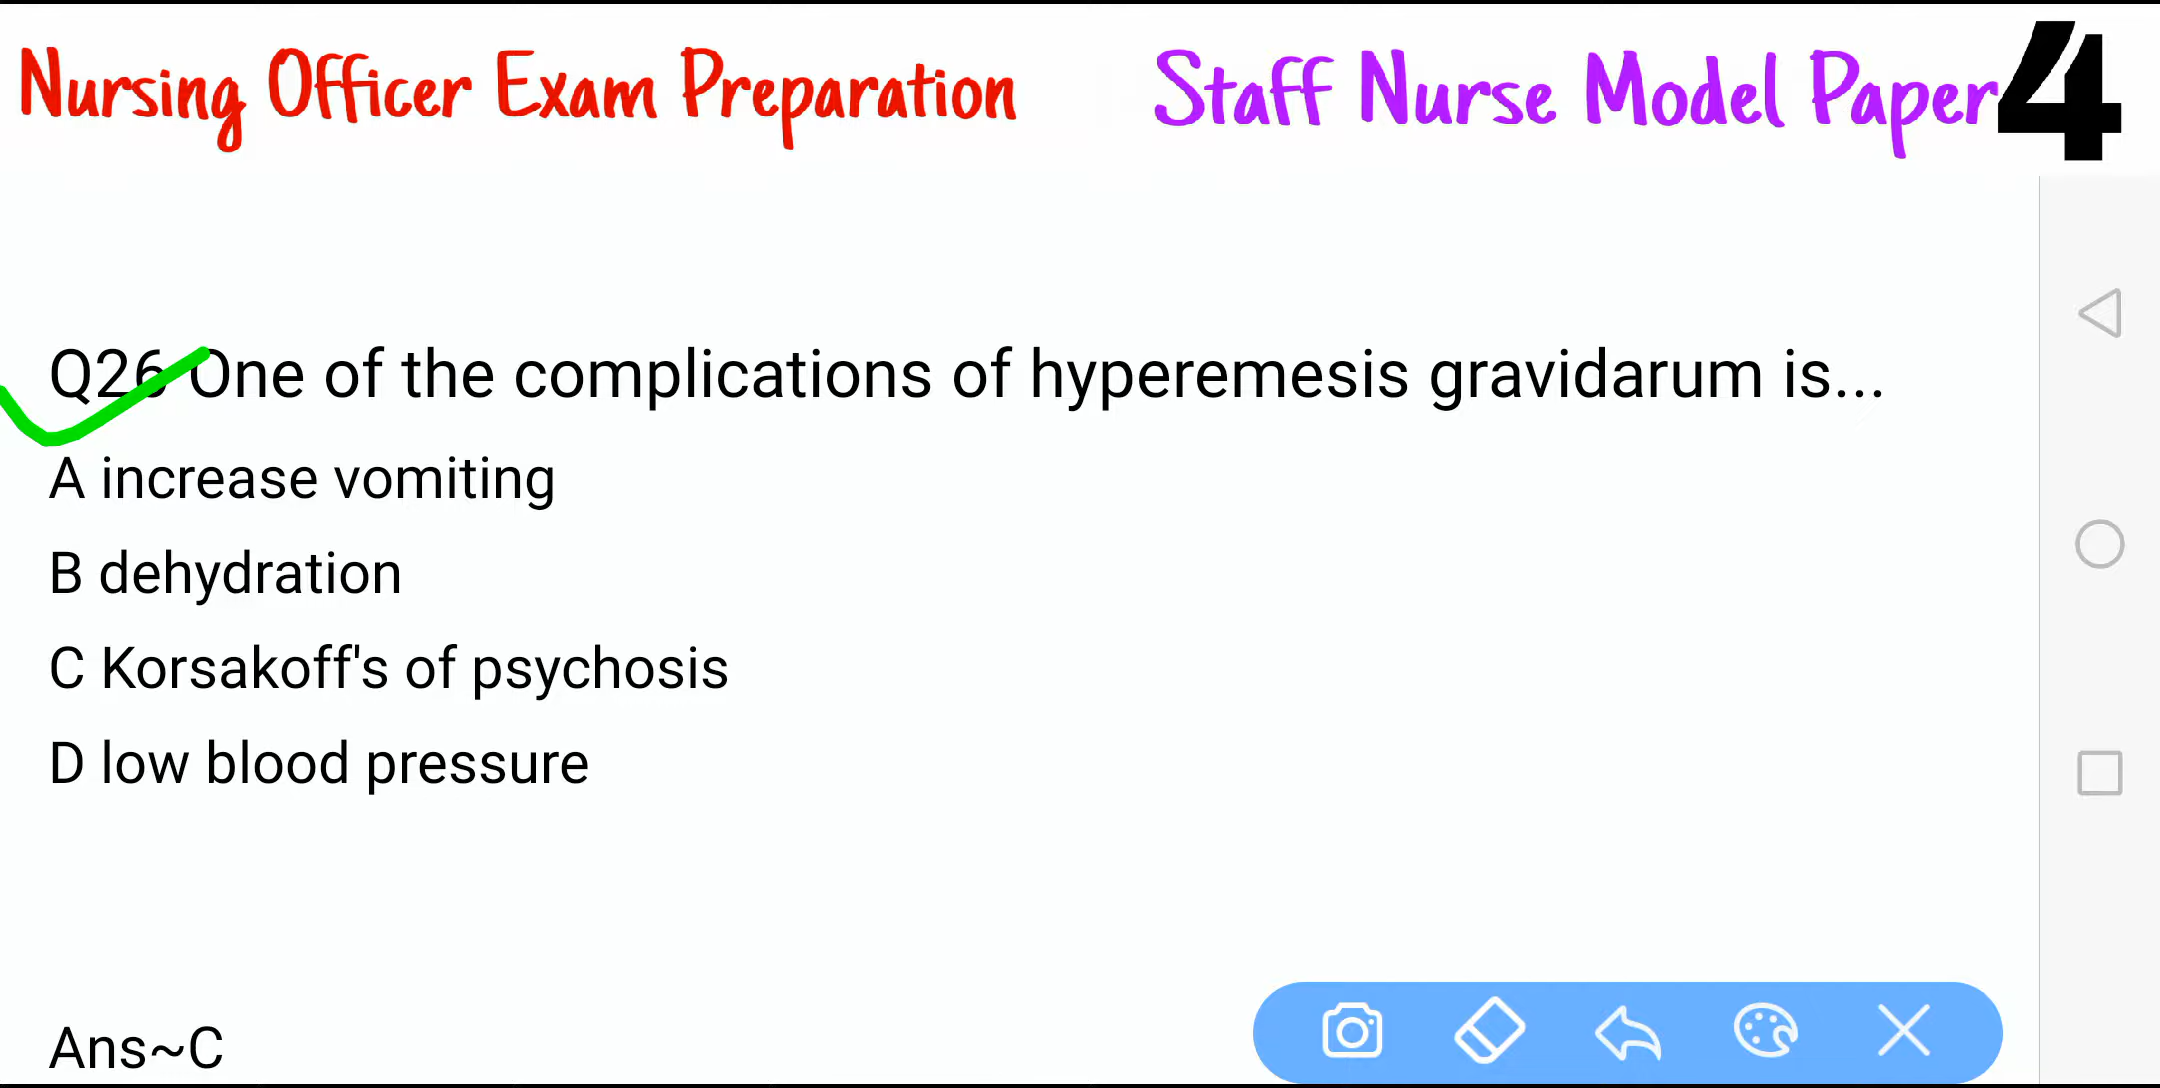 Nursing Officer Exam Preparation Staff Nurse Model Paper 4
Q26 One of the complications of hyperemesis gravidarum is...
A increase vomiting
B dehydration
C Korsakoff's of psychosis
D low blood pressure
Ans~C